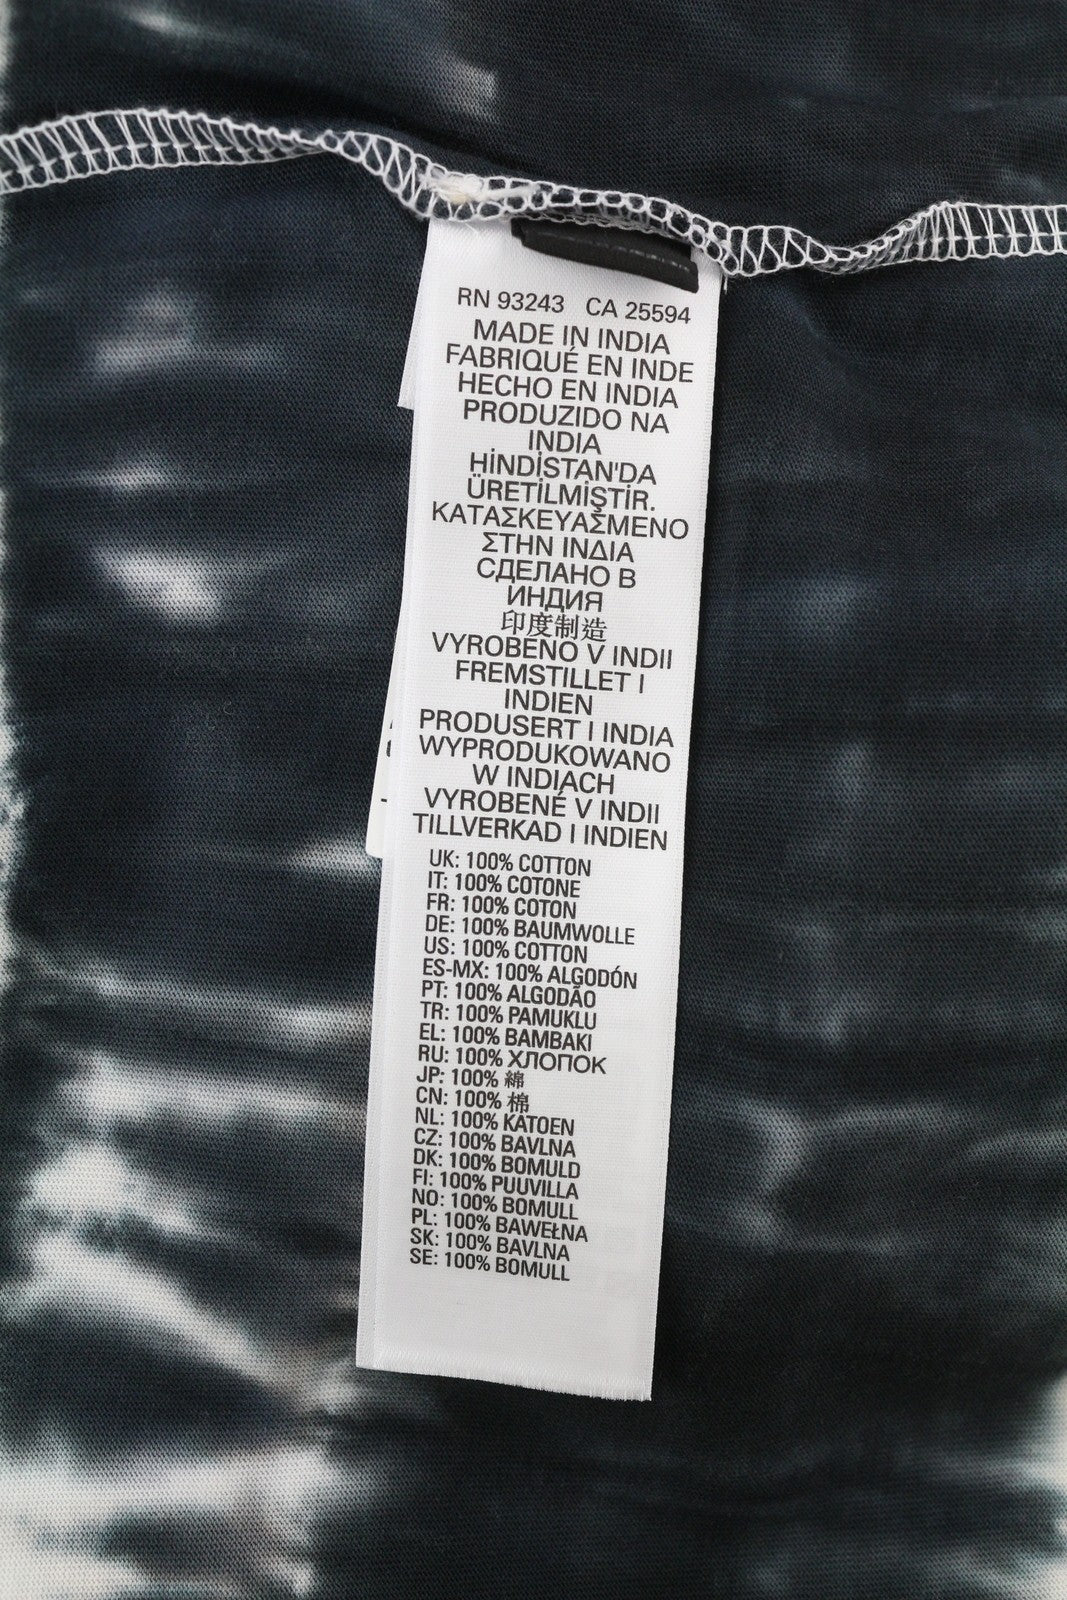 RN 93243 CA 25594
MADE IN INDIA
FABRIQUÉ EN INDE
HECHO EN INDIA
PRODUZIDO NA
INDIA
HİNDİSTAN'DA
ÜRETİLMİŞTİR.
ΚΑΤΑΣΚΕΥΑΣΜΕΝΟ
ΣΤΗΝ ΙΝΔΙΑ
СДЕЛАНО В
ИНДИЯ
印度制造
VYROBENO V INDII
FREMSTILLET I
INDIEN
PRODUSERT I INDIA
WYPRODUKOWANO
W INDIACH
VYROBENÉ V INDII
TILLVERKAD I INDIEN
UK: 100% COTTON
IT: 100% COTONE
FR: 100% COTON
DE: 100% BAUMWOLLE
US: 100% COTTON
ES-MX: 100% ALGODÓN
PT: 100% ALGODÃO
TR: 100% PAMUKLU
EL: 100% ΒΑΜΒΑΚΙ
RU: 100% ХЛОПОК
JP: 100% 綿
CN: 100% 棉
NL: 100% KATOEN
CZ: 100% BAVLNA
DK: 100% BOMULD
FI: 100% PUUVILLA
NO: 100% BOMULL
PL: 100% BAWEŁNA
SK: 100% BAVLNA
SE: 100% BOMULL